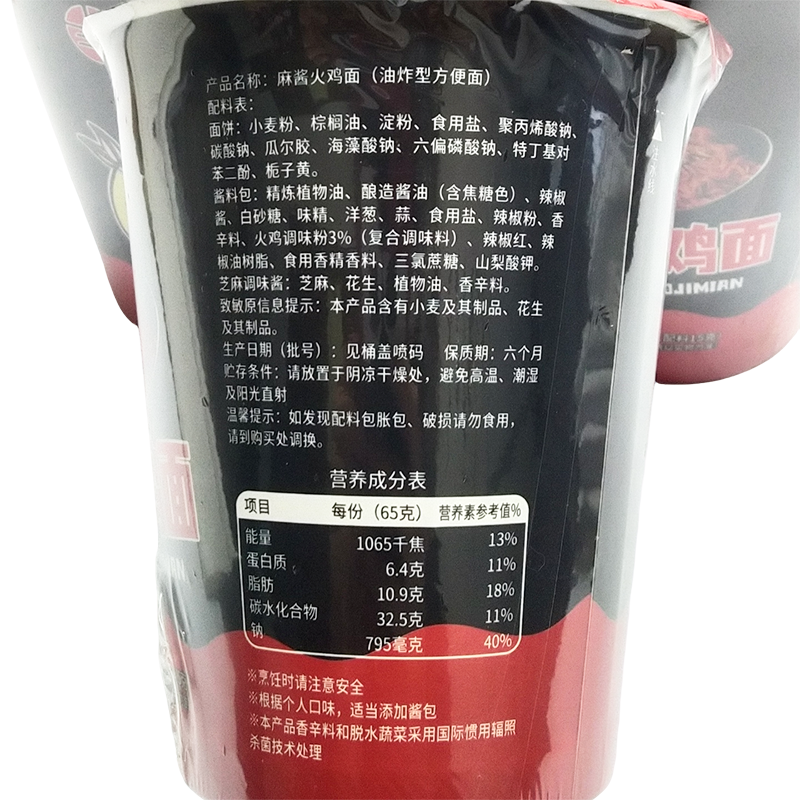 产品名称：麻酱火鸡面（油炸型方便面）
配料表：
面饼：小麦粉、棕榈油、淀粉、食用盐、聚丙烯酸钠、
碳酸钠、瓜尔胶、海藻酸钠、六偏磷酸钠、特丁基对
苯二酚、栀子黄。
酱料包：精炼植物油、酿造酱油（含焦糖色）、辣椒
酱、白砂糖、味精、洋葱、蒜、食用盐、辣椒粉、香
辛料、火鸡调味粉3%（复合调味料）、辣椒红、辣
椒油树脂、食用香精香料、三氯蔗糖、山梨酸钾。
芝麻调味酱：芝麻、花生、植物油、香辛料。
致敏原信息提示：本产品含有小麦及其制品、花生
及其制品。
生产日期（批号）：见桶盖喷码 保质期：六个月
贮存条件：请放置于阴凉干燥处，避免高温、潮湿
及阳光直射
温馨提示：如发现配料包胀包、破损请勿食用，
请到购买处调换。
营养成分表
项目 每份（65克） 营养素参考值%
能量 1065千焦 13%
蛋白质 6.4克 11%
脂肪 10.9克 18%
碳水化合物 32.5克 11%
钠 795毫克 40%
※烹饪时请注意安全
※根据个人口味，适当添加酱包
※本产品香辛料和脱水蔬菜采用国际惯用辐照
杀菌技术处理
面
鸡面
OJIMIAN